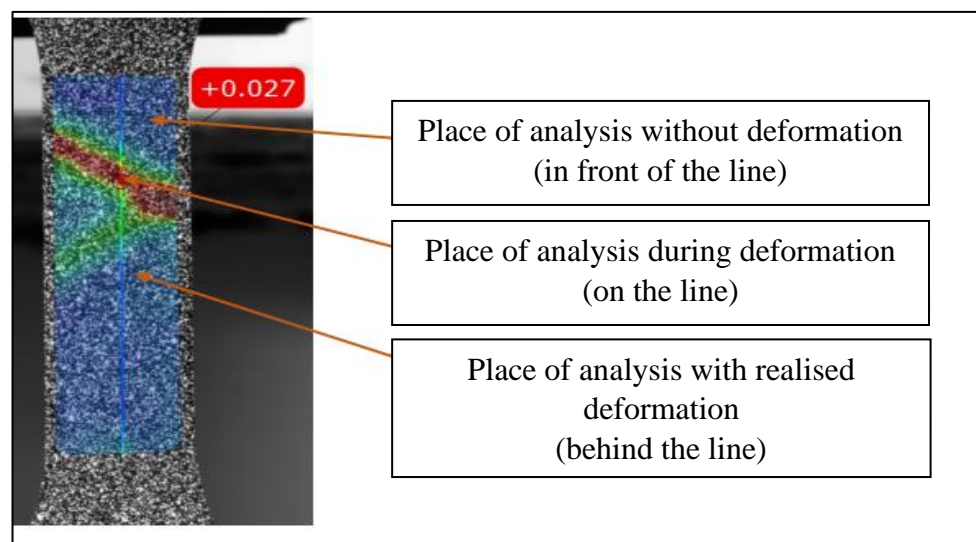 +0.027
Place of analysis without deformation
(in front of the line)
Place of analysis during deformation
(on the line)
Place of analysis with realised
deformation
(behind the line)